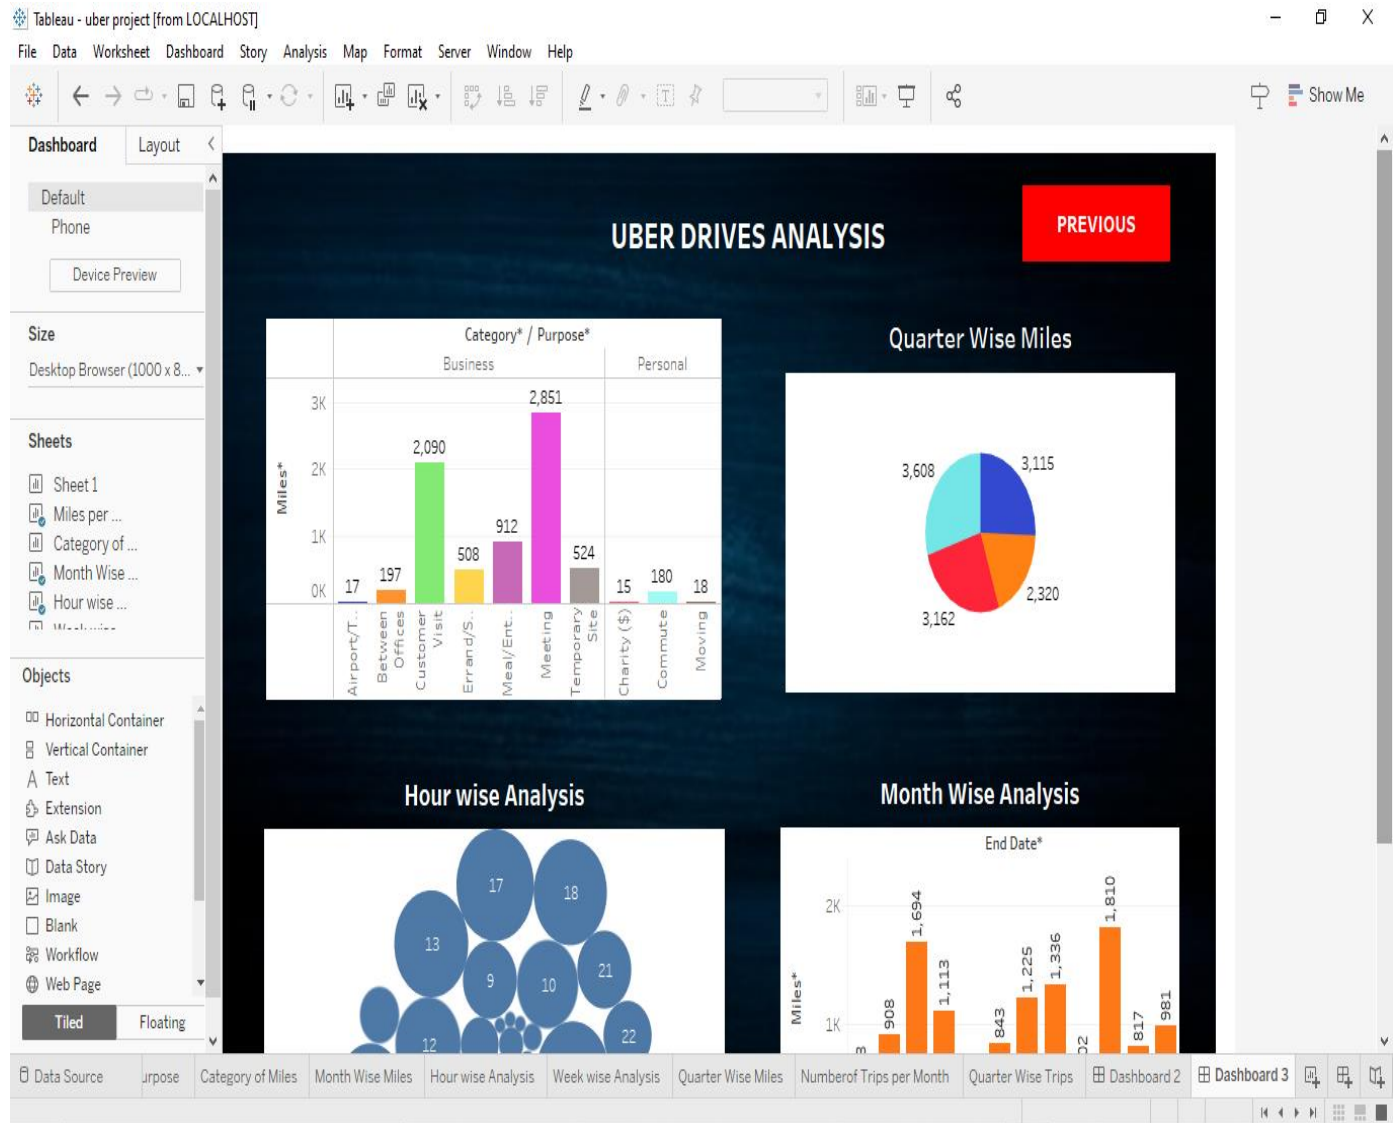 Tableau - uber project [from LOCALHOST]
File Data Worksheet Dashboard Story Analysis Map Format Server Window Help
Show Me
Dashboard Layout
Default
Phone
Device Preview
Size
Desktop Browser (1000 x 8...
Sheets
Sheet 1
Miles per ...
Category of ...
Month Wise ...
Hour wise ...
Objects
Horizontal Container
Vertical Container
Text
Extension
Ask Data
Data Story
Image
Blank
Workflow
Web Page
Tiled Floating
UBER DRIVES ANALYSIS
PREVIOUS
Category* / Purpose*
Business Personal
Miles*
3K
2K
1K
0K
17
197
2,090
508
912
2,851
524
15
180
18
Airport/T..
Between Offices
Customer Visit
Errand/S..
Meal/Ent..
Meeting
Temporary Site
Charity ($)
Commute
Moving
Quarter Wise Miles
3,608
3,115
3,162
2,320
Hour wise Analysis
17
18
13
9
10
21
12
22
Month Wise Analysis
End Date*
Miles*
2K
1K
908
1,694
1,113
843
1,225
1,336
1,810
817
981
Data Source urpose Category of Miles Month Wise Miles Hour wise Analysis Week wise Analysis Quarter Wise Miles Numberof Trips per Month Quarter Wise Trips Dashboard 2 Dashboard 3